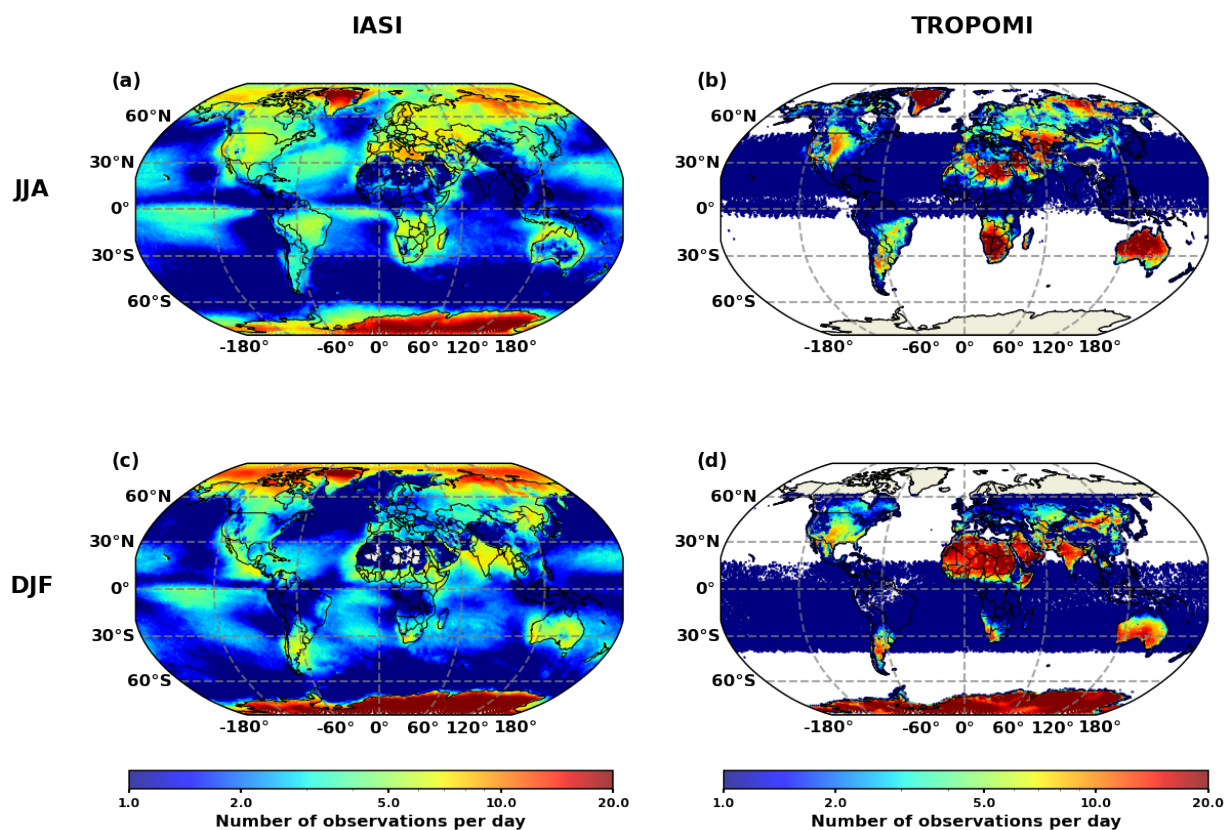 IASI
TROPOMI
(a)
(b)
60°N
30°N
0°
30°S
60°S
-180°
-60°
0°
60°
120°
180°
60°N
30°N
0°
30°S
60°S
-180°
-60°
0°
60°
120°
180°
JJA
(c)
(d)
60°N
30°N
0°
30°S
60°S
-180°
-60°
0°
60°
120°
180°
60°N
30°N
0°
30°S
60°S
-180°
-60°
0°
60°
120°
180°
DJF
1.0
2.0
5.0
10.0
20.0
Number of observations per day
1.0
2.0
5.0
10.0
20.0
Number of observations per day